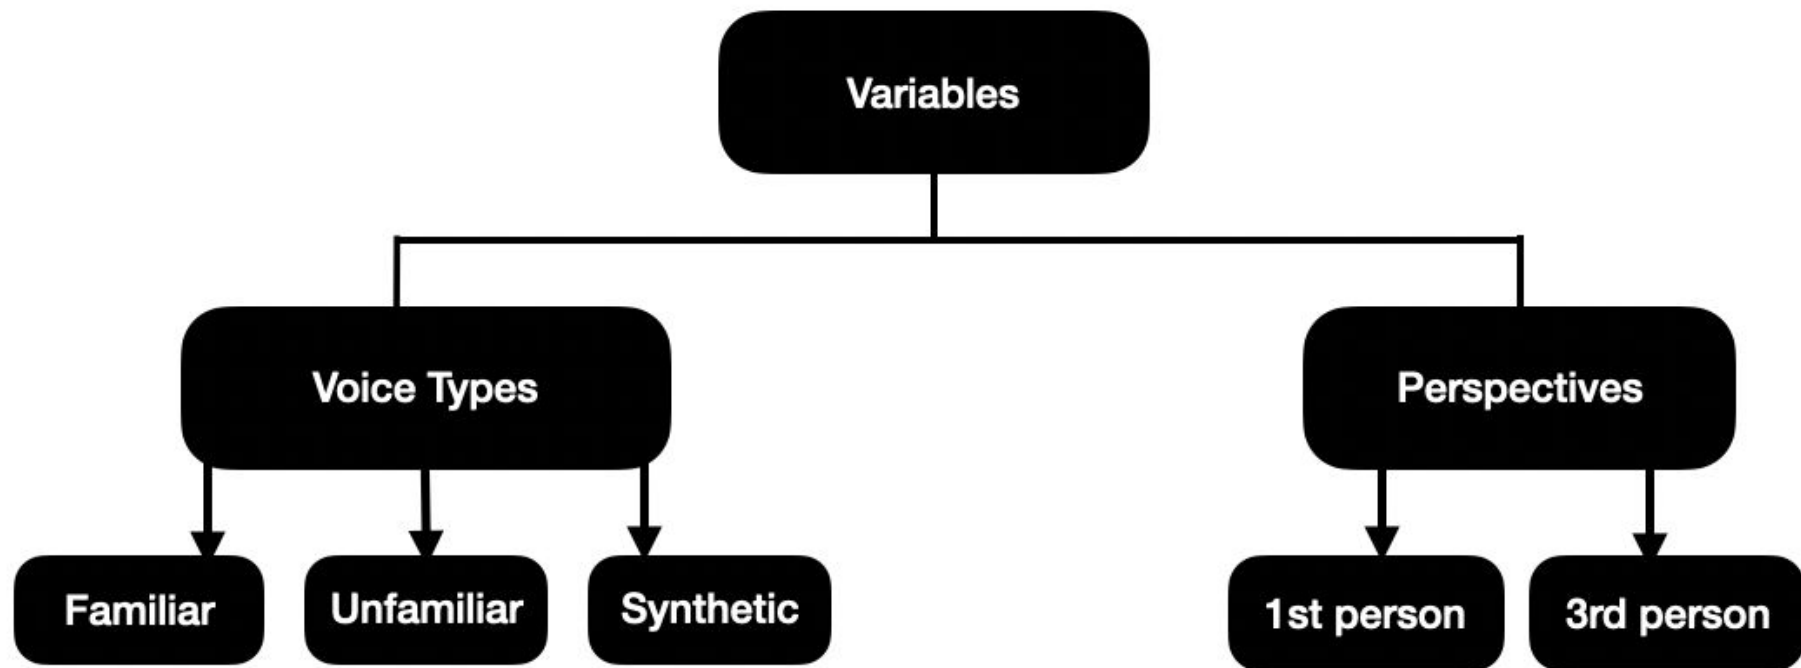 Variables
Voice Types
Perspectives
Familiar
Unfamiliar
Synthetic
1st person
3rd person